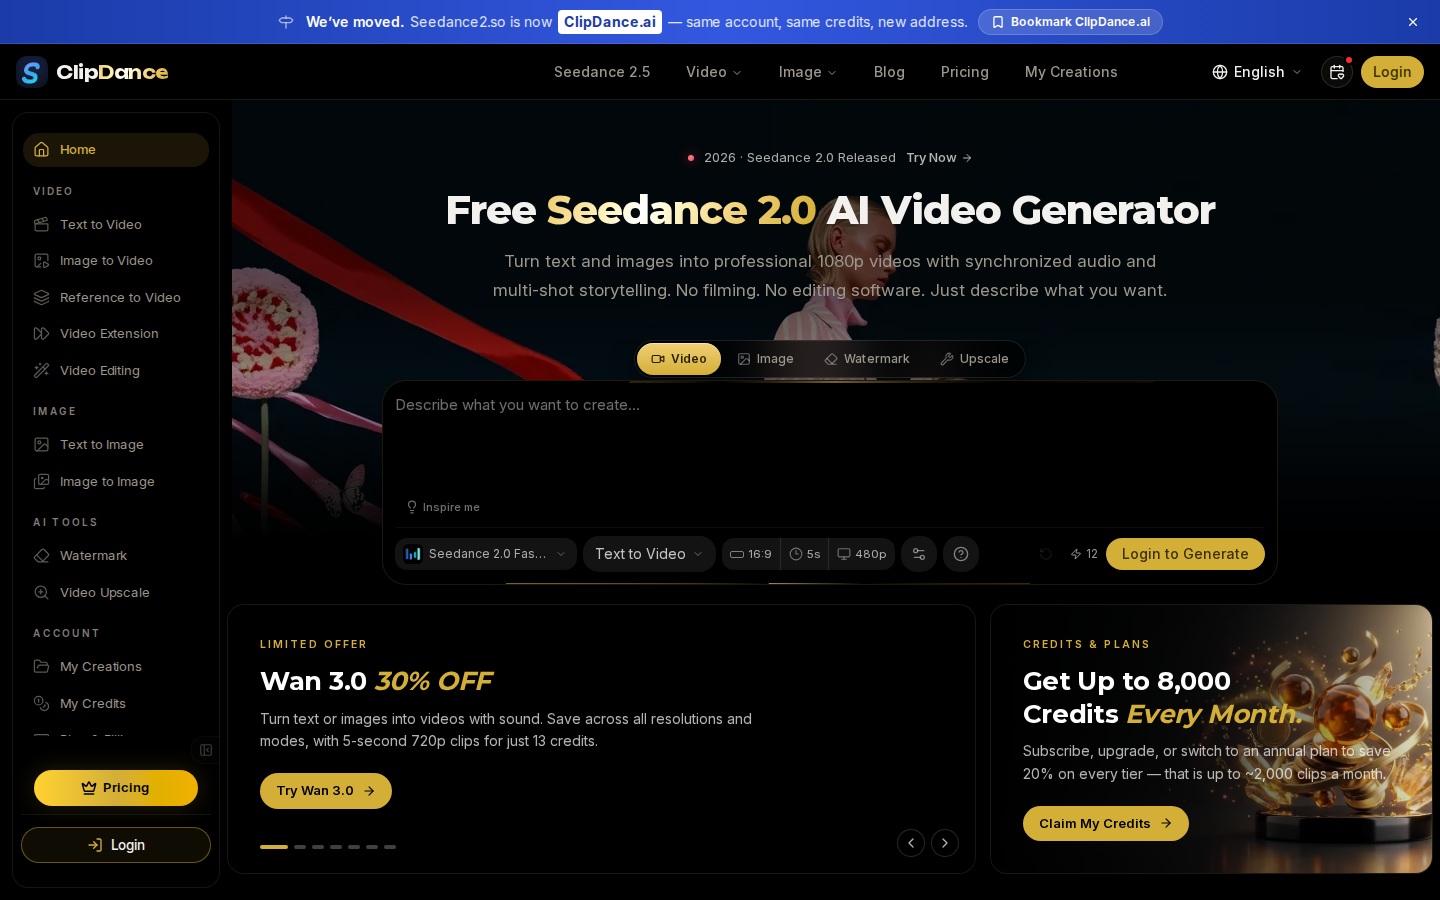 We've moved. Seedance2.so is now ClipDance.ai — same account, same credits, new address. Bookmark ClipDance.ai
ClipDance
Seedance 2.5
Video
Image
Blog
Pricing
My Creations
English
Login
Home
VIDEO
Text to Video
Image to Video
Reference to Video
Video Extension
Video Editing
IMAGE
Text to Image
Image to Image
AI TOOLS
Watermark
Video Upscale
ACCOUNT
My Creations
My Credits
Pricing
Login
2026 · Seedance 2.0 Released Try Now →
Free Seedance 2.0 AI Video Generator
Turn text and images into professional 1080p videos with synchronized audio and
multi-shot storytelling. No filming. No editing software. Just describe what you want.
Video
Image
Watermark
Upscale
Describe what you want to create...
Inspire me
Seedance 2.0 Fas...
Text to Video
16:9
5s
480p
12
Login to Generate
LIMITED OFFER
Wan 3.0 30% OFF
Turn text or images into videos with sound. Save across all resolutions and
modes, with 5-second 720p clips for just 13 credits.
Try Wan 3.0 →
CREDITS & PLANS
Get Up to 8,000
Credits Every Month.
Subscribe, upgrade, or switch to an annual plan to save
20% on every tier — that is up to ~2,000 clips a month.
Claim My Credits →